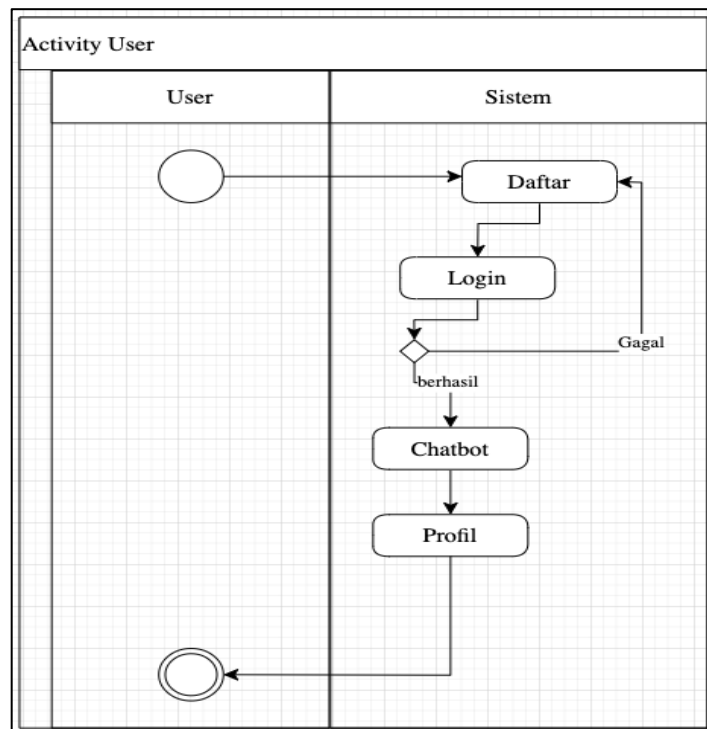 Activity User
User
Sistem
Daftar
Login
Gagal
berhasil
Chatbot
Profil